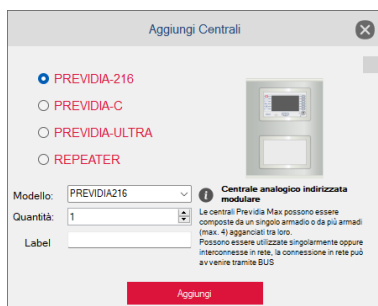 Aggiungi Centrali
PREVIDIA-216
PREVIDIA-C
PREVIDIA-ULTRA
REPEATER
Modello: PREVIDIA216
Quantità: 1
Label
Centrale analogico indirizzata
modulare
Le centrali Previdia Max possono essere
composte da un singolo armadio o da più armadi
(max. 4) agganciati tra loro.
Possono essere utiilzzate singolarmente oppure
interconnesse in rete, la connessione in rete può
avvenire tramite BUS
Aggiungi